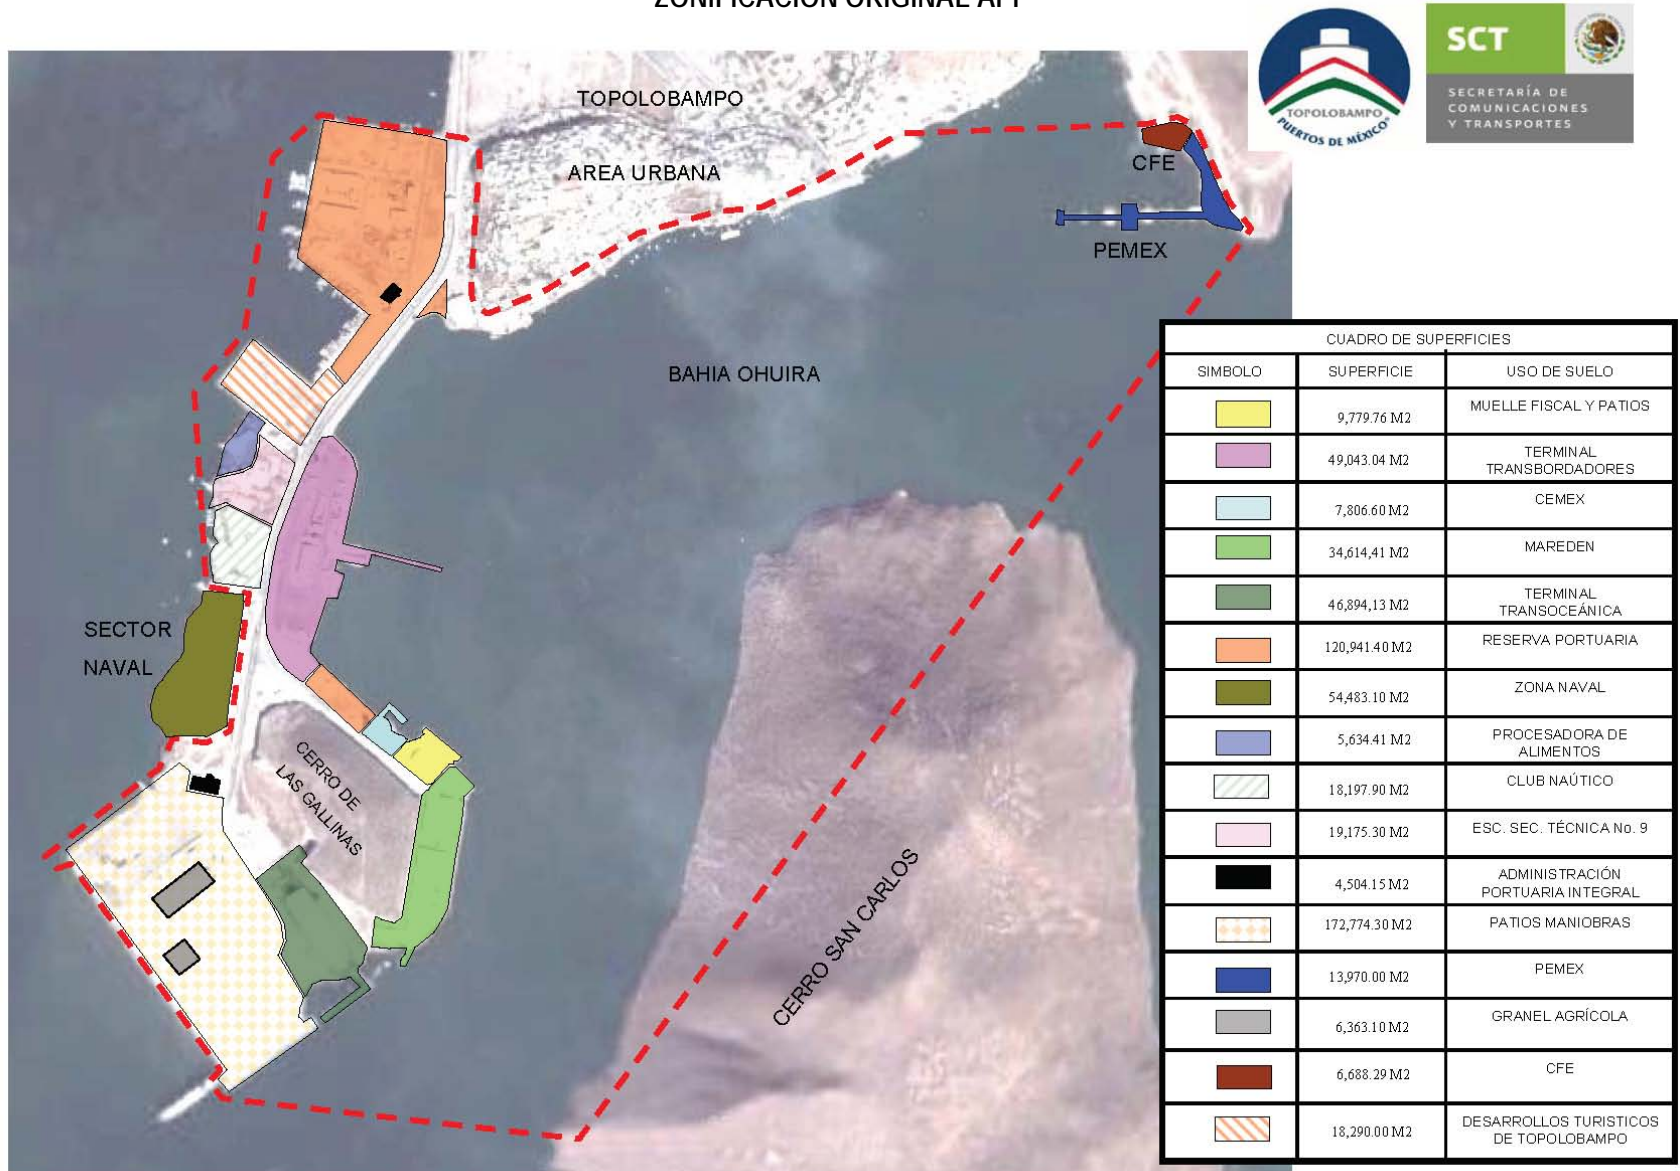 ZONIFICACION ORIGINAL API
TOPOLOBAMPO
PUERTOS DE MÉXICO
SCT
SECRETARÍA DE
COMUNICACIONES
Y TRANSPORTES
TOPOLOBAMPO
AREA URBANA
CFE
PEMEX
BAHIA OHUIRA
SECTOR
NAVAL
CERRO DE
LAS GALLINAS
CERRO SAN CARLOS
CUADRO DE SUPERFICIES
SIMBOLO SUPERFICIE USO DE SUELO
9,779.76 M2 MUELLE FISCAL Y PATIOS
49,043.04 M2 TERMINAL
TRANSBORDADORES
7,806.60 M2 CEMEX
34,614,41 M2 MAREDEN
46,894,13 M2 TERMINAL
TRANSOCEÁNICA
120,941.40 M2 RESERVA PORTUARIA
54,483.10 M2 ZONA NAVAL
5,634.41 M2 PROCESADORA DE
ALIMENTOS
18,197.90 M2 CLUB NAÚTICO
19,175.30 M2 ESC. SEC. TÉCNICA No. 9
4,504.15 M2 ADMINISTRACIÓN
PORTUARIA INTEGRAL
172,774.30 M2 PATIOS MANIOBRAS
13,970.00 M2 PEMEX
6,363.10 M2 GRANEL AGRÍCOLA
6,688.29 M2 CFE
18,290.00 M2 DESARROLLOS TURISTICOS
DE TOPOLOBAMPO